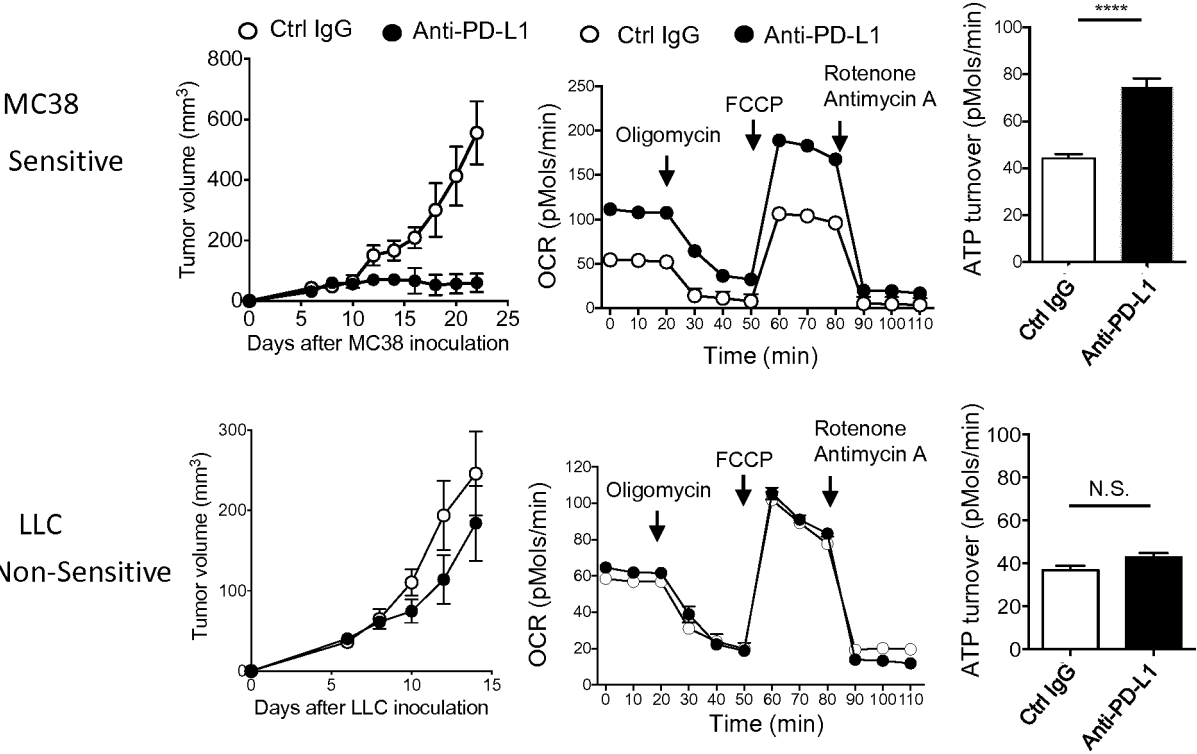 Ctrl IgG Anti-PD-L1
Ctrl IgG Anti-PD-L1
MC38
Sensitive
Tumor volume (mm3)
800
600
400
200
0
0 5 10 15 20 25
Days after MC38 inoculation
OCR (pMols/min)
250
200
150
100
50
0
Oligomycin
FCCP
Rotenone
Antimycin A
0 10 20 30 40 50 60 70 80 90 100 110
Time (min)
ATP turnover (pMols/min)
100
80
60
40
20
0
****
Ctrl IgG
Anti-PD-L1
LLC
Non-Sensitive
Tumor volume (mm3)
300
200
100
0
0 5 10 15
Days after LLC inoculation
OCR (pMols/min)
120
100
80
60
40
20
0
Oligomycin
FCCP
Rotenone
Antimycin A
0 10 20 30 40 50 60 70 80 90 100 110
Time (min)
ATP turnover (pMols/min)
100
80
60
40
20
0
N.S.
Ctrl IgG
Anti-PD-L1